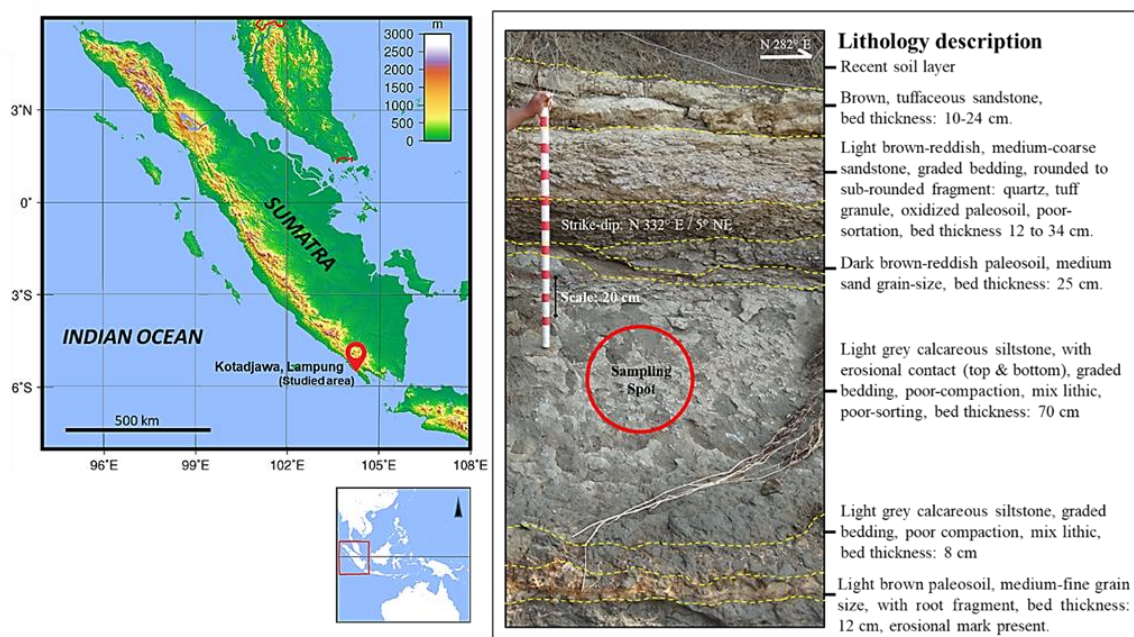 m
3000
2500
2000
1500
1000
500
0
3°N
0°
3°S
6°S
SUMATRA
INDIAN OCEAN
Kotadjawa, Lampung
(Studied area)
500 km
96°E
99°E
102°E
105°E
108°E
N 282° E
Strike-dip: N 332° E / 5° NE
Scale: 20 cm
Sampling
Spot
Lithology description
Recent soil layer
Brown, tuffaceous sandstone,
bed thickness: 10-24 cm.
Light brown-reddish, medium-coarse
sandstone, graded bedding, rounded to
sub-rounded fragment: quartz, tuff
granule, oxidized paleosoil, poor-
sortation, bed thickness 12 to 34 cm.
Dark brown-reddish paleosoil, medium
sand grain-size, bed thickness: 25 cm.
Light grey calcareous siltstone, with
erosional contact (top & bottom), graded
bedding, poor-compaction, mix lithic,
poor-sorting, bed thickness: 70 cm
Light grey calcareous siltstone, graded
bedding, poor compaction, mix lithic,
bed thickness: 8 cm
Light brown paleosoil, medium-fine grain
size, with root fragment, bed thickness:
12 cm, erosional mark present.